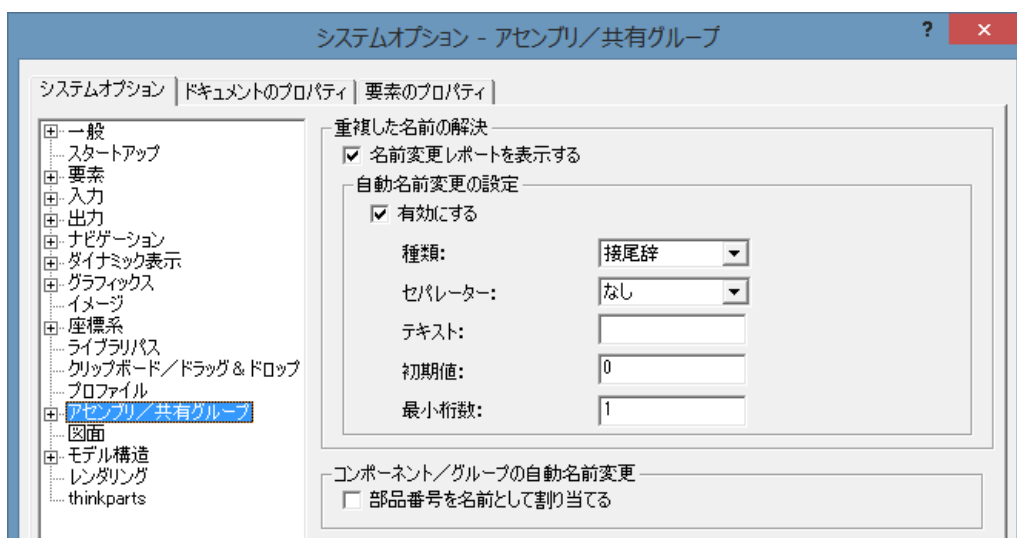 システムオプション - アセンブリ／共有グループ
? ×
システムオプション ドキュメントのプロパティ 要素のプロパティ
一般
スタートアップ
要素
入力
出力
ナビゲーション
ダイナミック表示
グラフィックス
イメージ
座標系
ライブラリパス
クリップボード／ドラッグ＆ドロップ
プロファイル
アセンブリ／共有グループ
図面
モデル構造
レンダリング
thinkparts
重複した名前の解決
名前変更レポートを表示する
自動名前変更の設定
有効にする
種類: 接尾辞
セパレーター: なし
テキスト:
初期値: 0
最小桁数: 1
コンポーネント／グループの自動名前変更
部品番号を名前として割り当てる